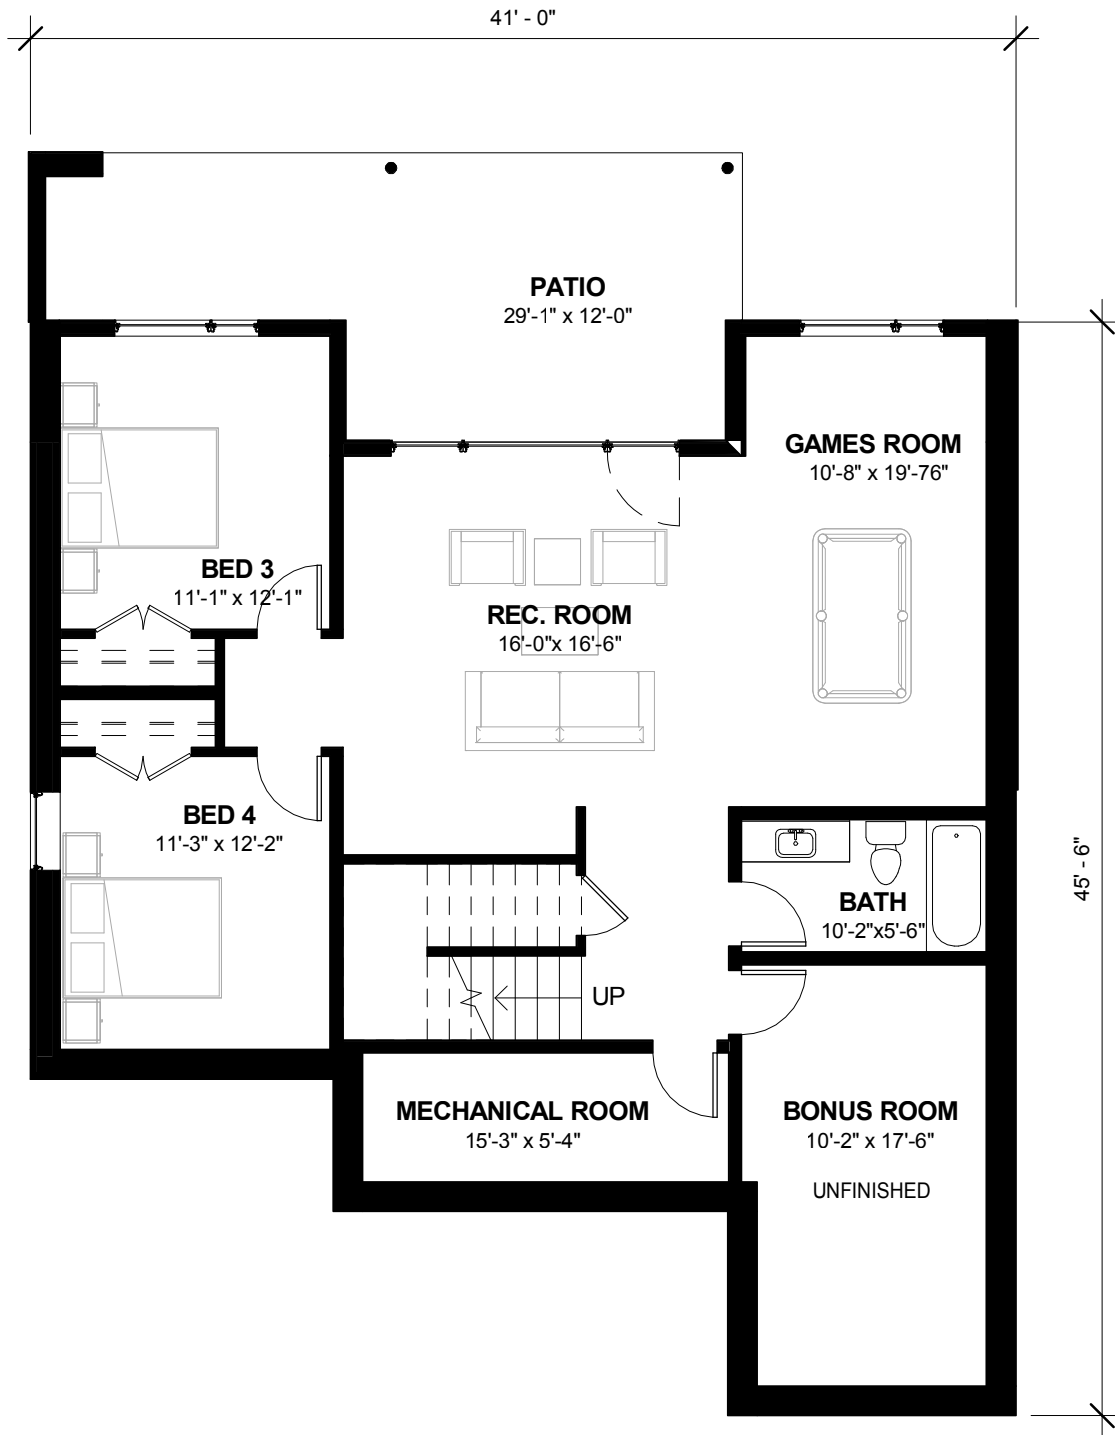 41' - 0"
PATIO
29'-1" x 12'-0"
GAMES ROOM
10'-8" x 19'-76"
BED 3
11'-1" x 12'-1"
REC. ROOM
16'-0"x 16'-6"
BED 4
11'-3" x 12'-2"
45' - 6"
BATH
10'-2"x5'-6"
UP
MECHANICAL ROOM
15'-3" x 5'-4"
BONUS ROOM
10'-2" x 17'-6"
UNFINISHED